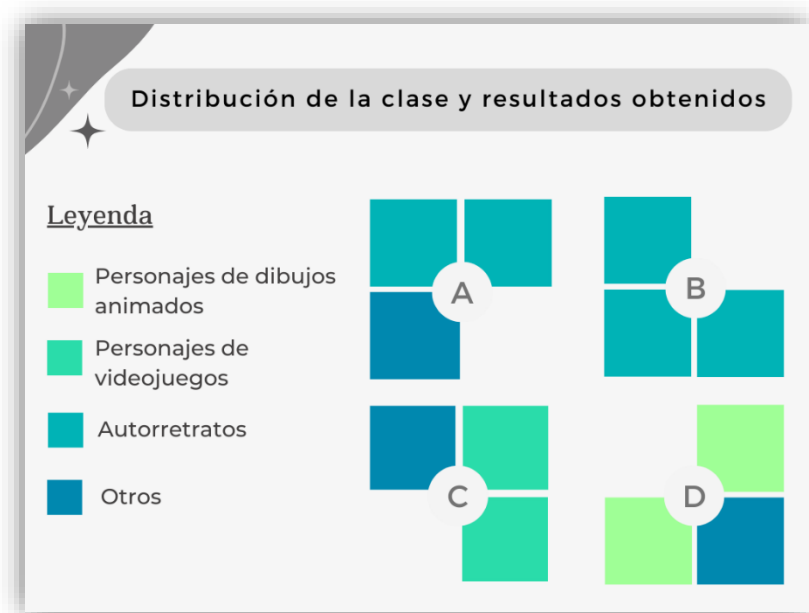 Distribución de la clase y resultados obtenidos
Leyenda
Personajes de dibujos
animados
Personajes de
videojuegos
Autorretratos
Otros
A
B
C
D